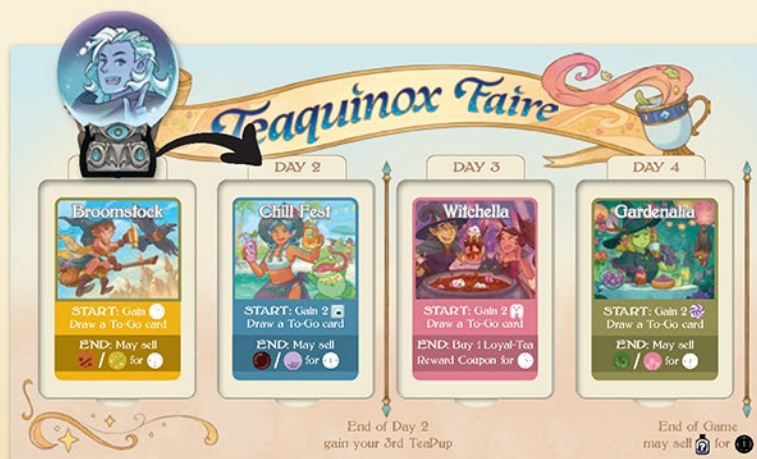 Teaquinox Faire
DAY 2
DAY 3
DAY 4
Broomstock
START: Gain
Draw a To-Go card
END: May sell
/ for
Chill Fest
START: Gain 2
Draw a To-Go card
END: May sell
/ for
Witchella
START: Gain 2
Draw a To-Go card
END: Buy 1 Loyal-Tea
Reward Coupon for
Gardenalia
START: Gain 2
Draw a To-Go card
END: May sell
/ for
End of Day 2
gain your 3rd TeaPup
End of Game
may sell ? for